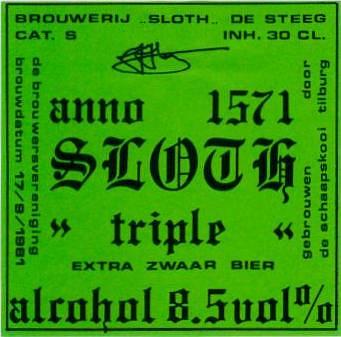 BROUWERIJ „SLOTH„ DE STEEG
CAT. S INH. 30 CL.
anno 1571
SLOTH
„ triple “
EXTRA ZWAAR BIER
alcohol 8.5vol%
de brouwersvereniging
brouwdatum 17/9/1981
gebrouwen door
de schaapskooi tilburg